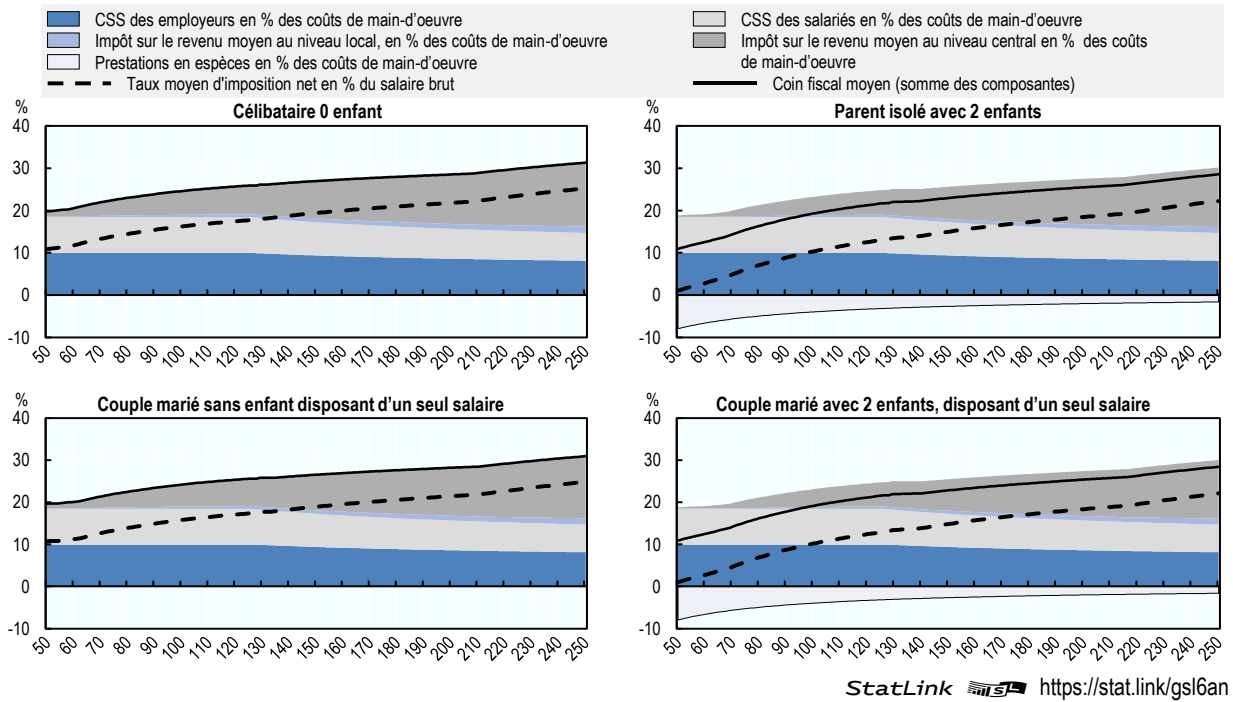 CSS des employeurs en % des coûts de main-d'oeuvre
CSS des salariés en % des coûts de main-d'oeuvre
Impôt sur le revenu moyen au niveau local, en % des coûts de main-d'oeuvre
Impôt sur le revenu moyen au niveau central en % des coûts
de main-d'oeuvre
Prestations en espèces en % des coûts de main-d'oeuvre
Taux moyen d'imposition net en % du salaire brut
Coin fiscal moyen (somme des composantes)
%
Célibataire 0 enfant
40
30
20
10
0
-10
50 60 70 80 90 100 110 120 130 140 150 160 170 180 190 200 210 220 230 240 250
%
Parent isolé avec 2 enfants
40
30
20
10
0
-10
50 60 70 80 90 100 110 120 130 140 150 160 170 180 190 200 210 220 230 240 250
%
Couple marié sans enfant disposant d'un seul salaire
40
30
20
10
0
-10
50 60 70 80 90 100 110 120 130 140 150 160 170 180 190 200 210 220 230 240 250
%
Couple marié avec 2 enfants, disposant d'un seul salaire
40
30
20
10
0
-10
50 60 70 80 90 100 110 120 130 140 150 160 170 180 190 200 210 220 230 240 250
StatLink https://stat.link/gsl6an